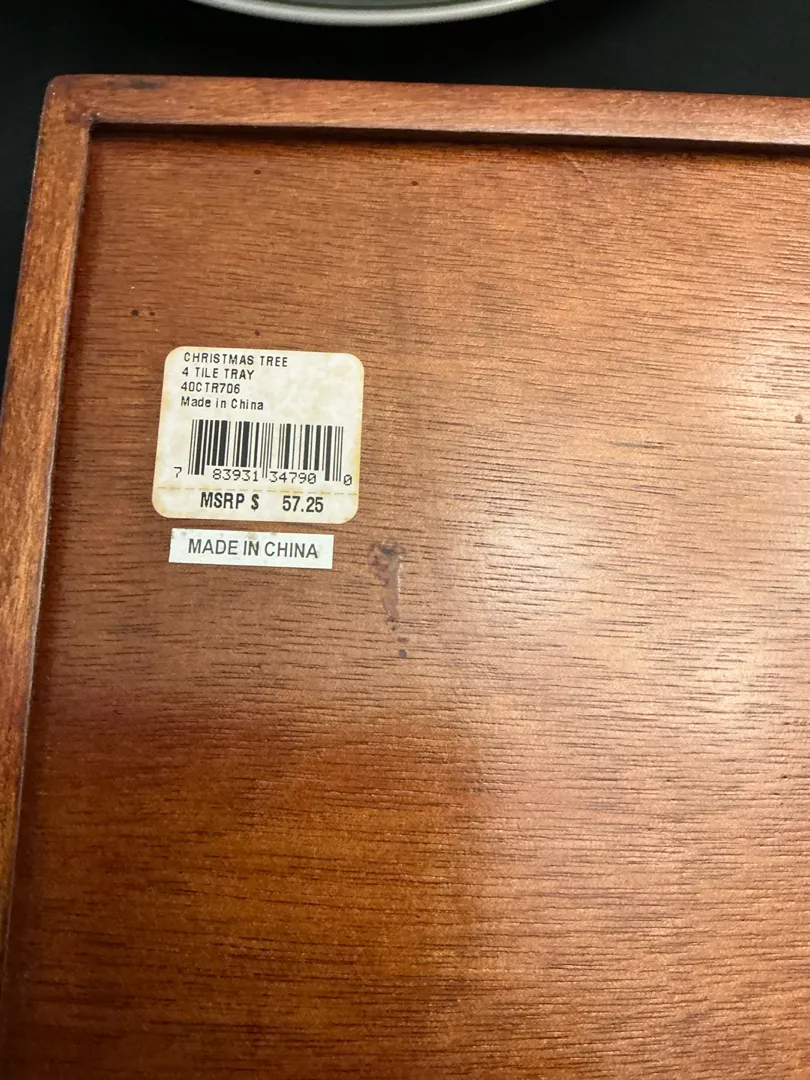 CHRISTMAS TREE
4 TILE TRAY
40CTR706
Made in China
7 83931 34790 0
MSRP $ 57.25
MADE IN CHINA